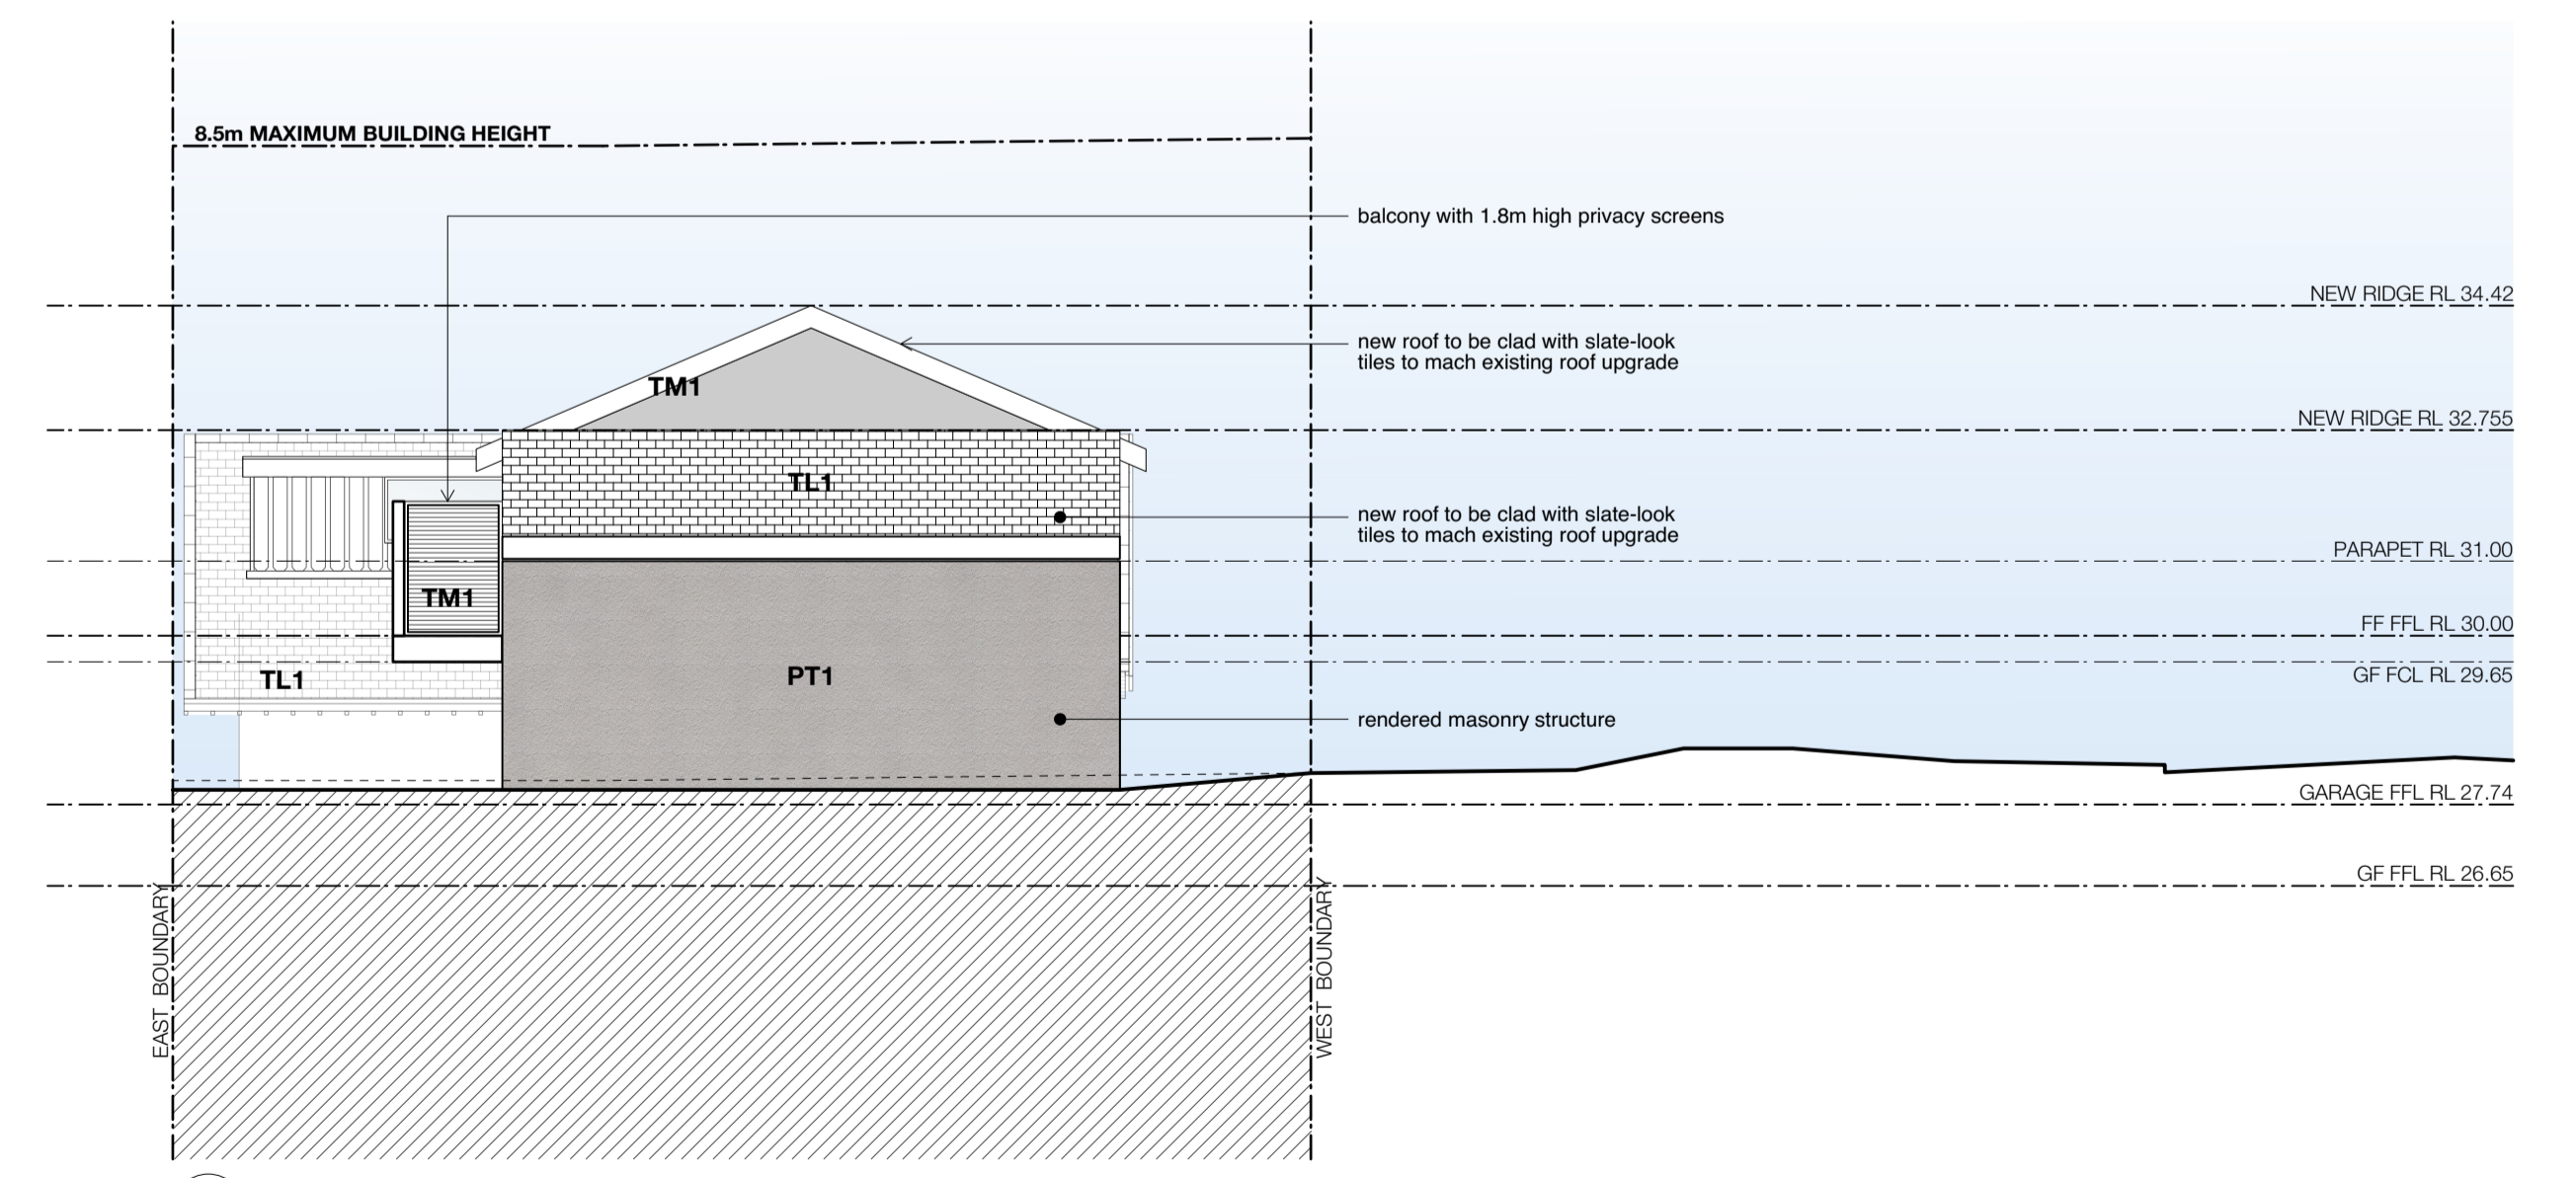 8.5m MAXIMUM BUILDING HEIGHT
balcony with 1.8m high privacy screens
NEW RIDGE RL 34.42
new roof to be clad with slate-look
tiles to mach existing roof upgrade
TM1
NEW RIDGE RL 32.755
TL1
new roof to be clad with slate-look
tiles to mach existing roof upgrade
PARAPET RL 31.00
TM1
FF FFL RL 30.00
GF FCL RL 29.65
TL1
PT1
rendered masonry structure
GARAGE FFL RL 27.74
GF FFL RL 26.65
EAST BOUNDARY
WEST BOUNDARY